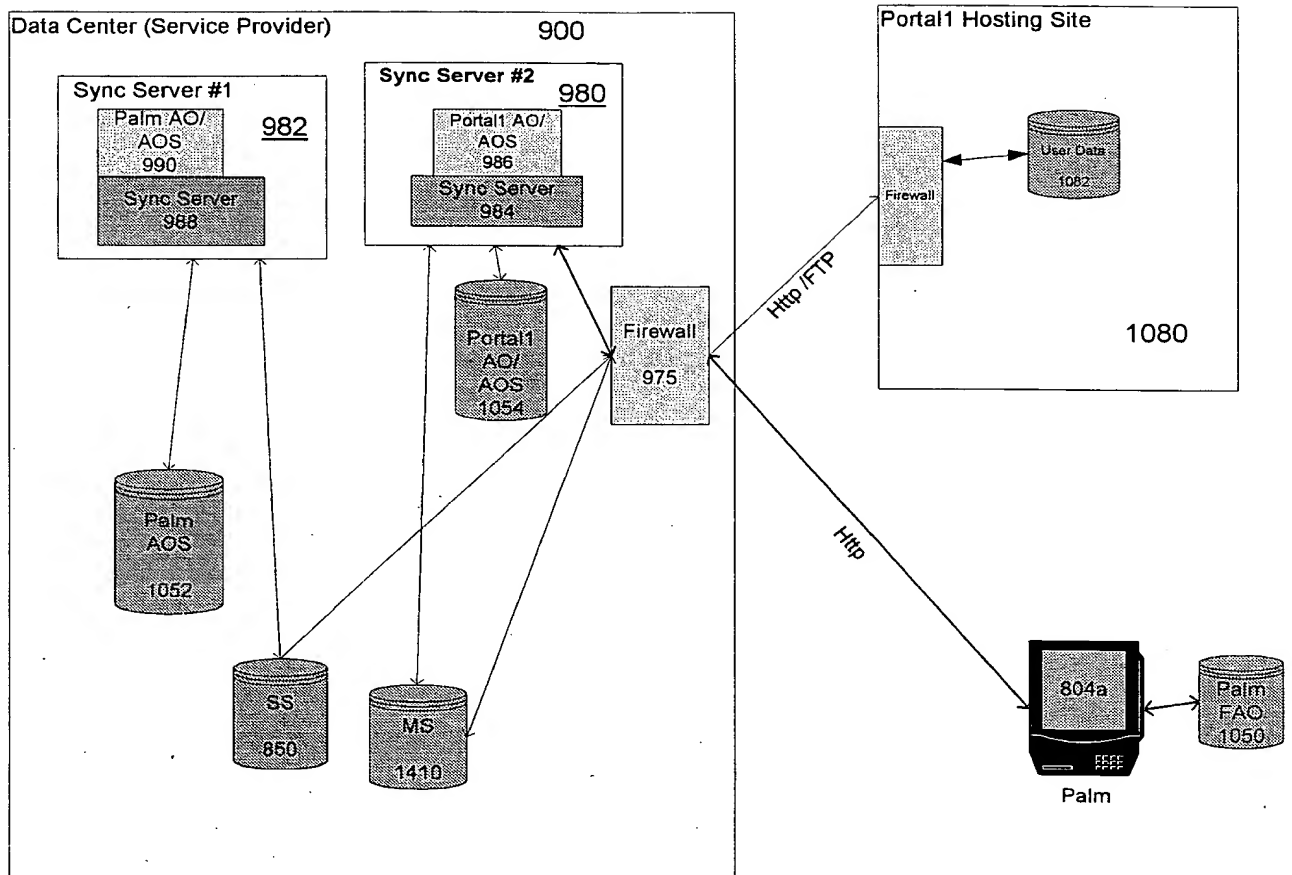 Data Center (Service Provider)
900
Sync Server #1
982
Palm AO/
AOS
990
Sync Server
988
Sync Server #2
980
Portal1 AO/
AOS
986
Sync Server
984
Portal1 Hosting Site
Firewall
User Data
1082
1080
Http /FTP
Portal1
AO/
AOS
1054
Firewall
975
Palm
AOS
1052
Http
SS
850
MS
1410
804a
Palm
FAO
1050
Palm